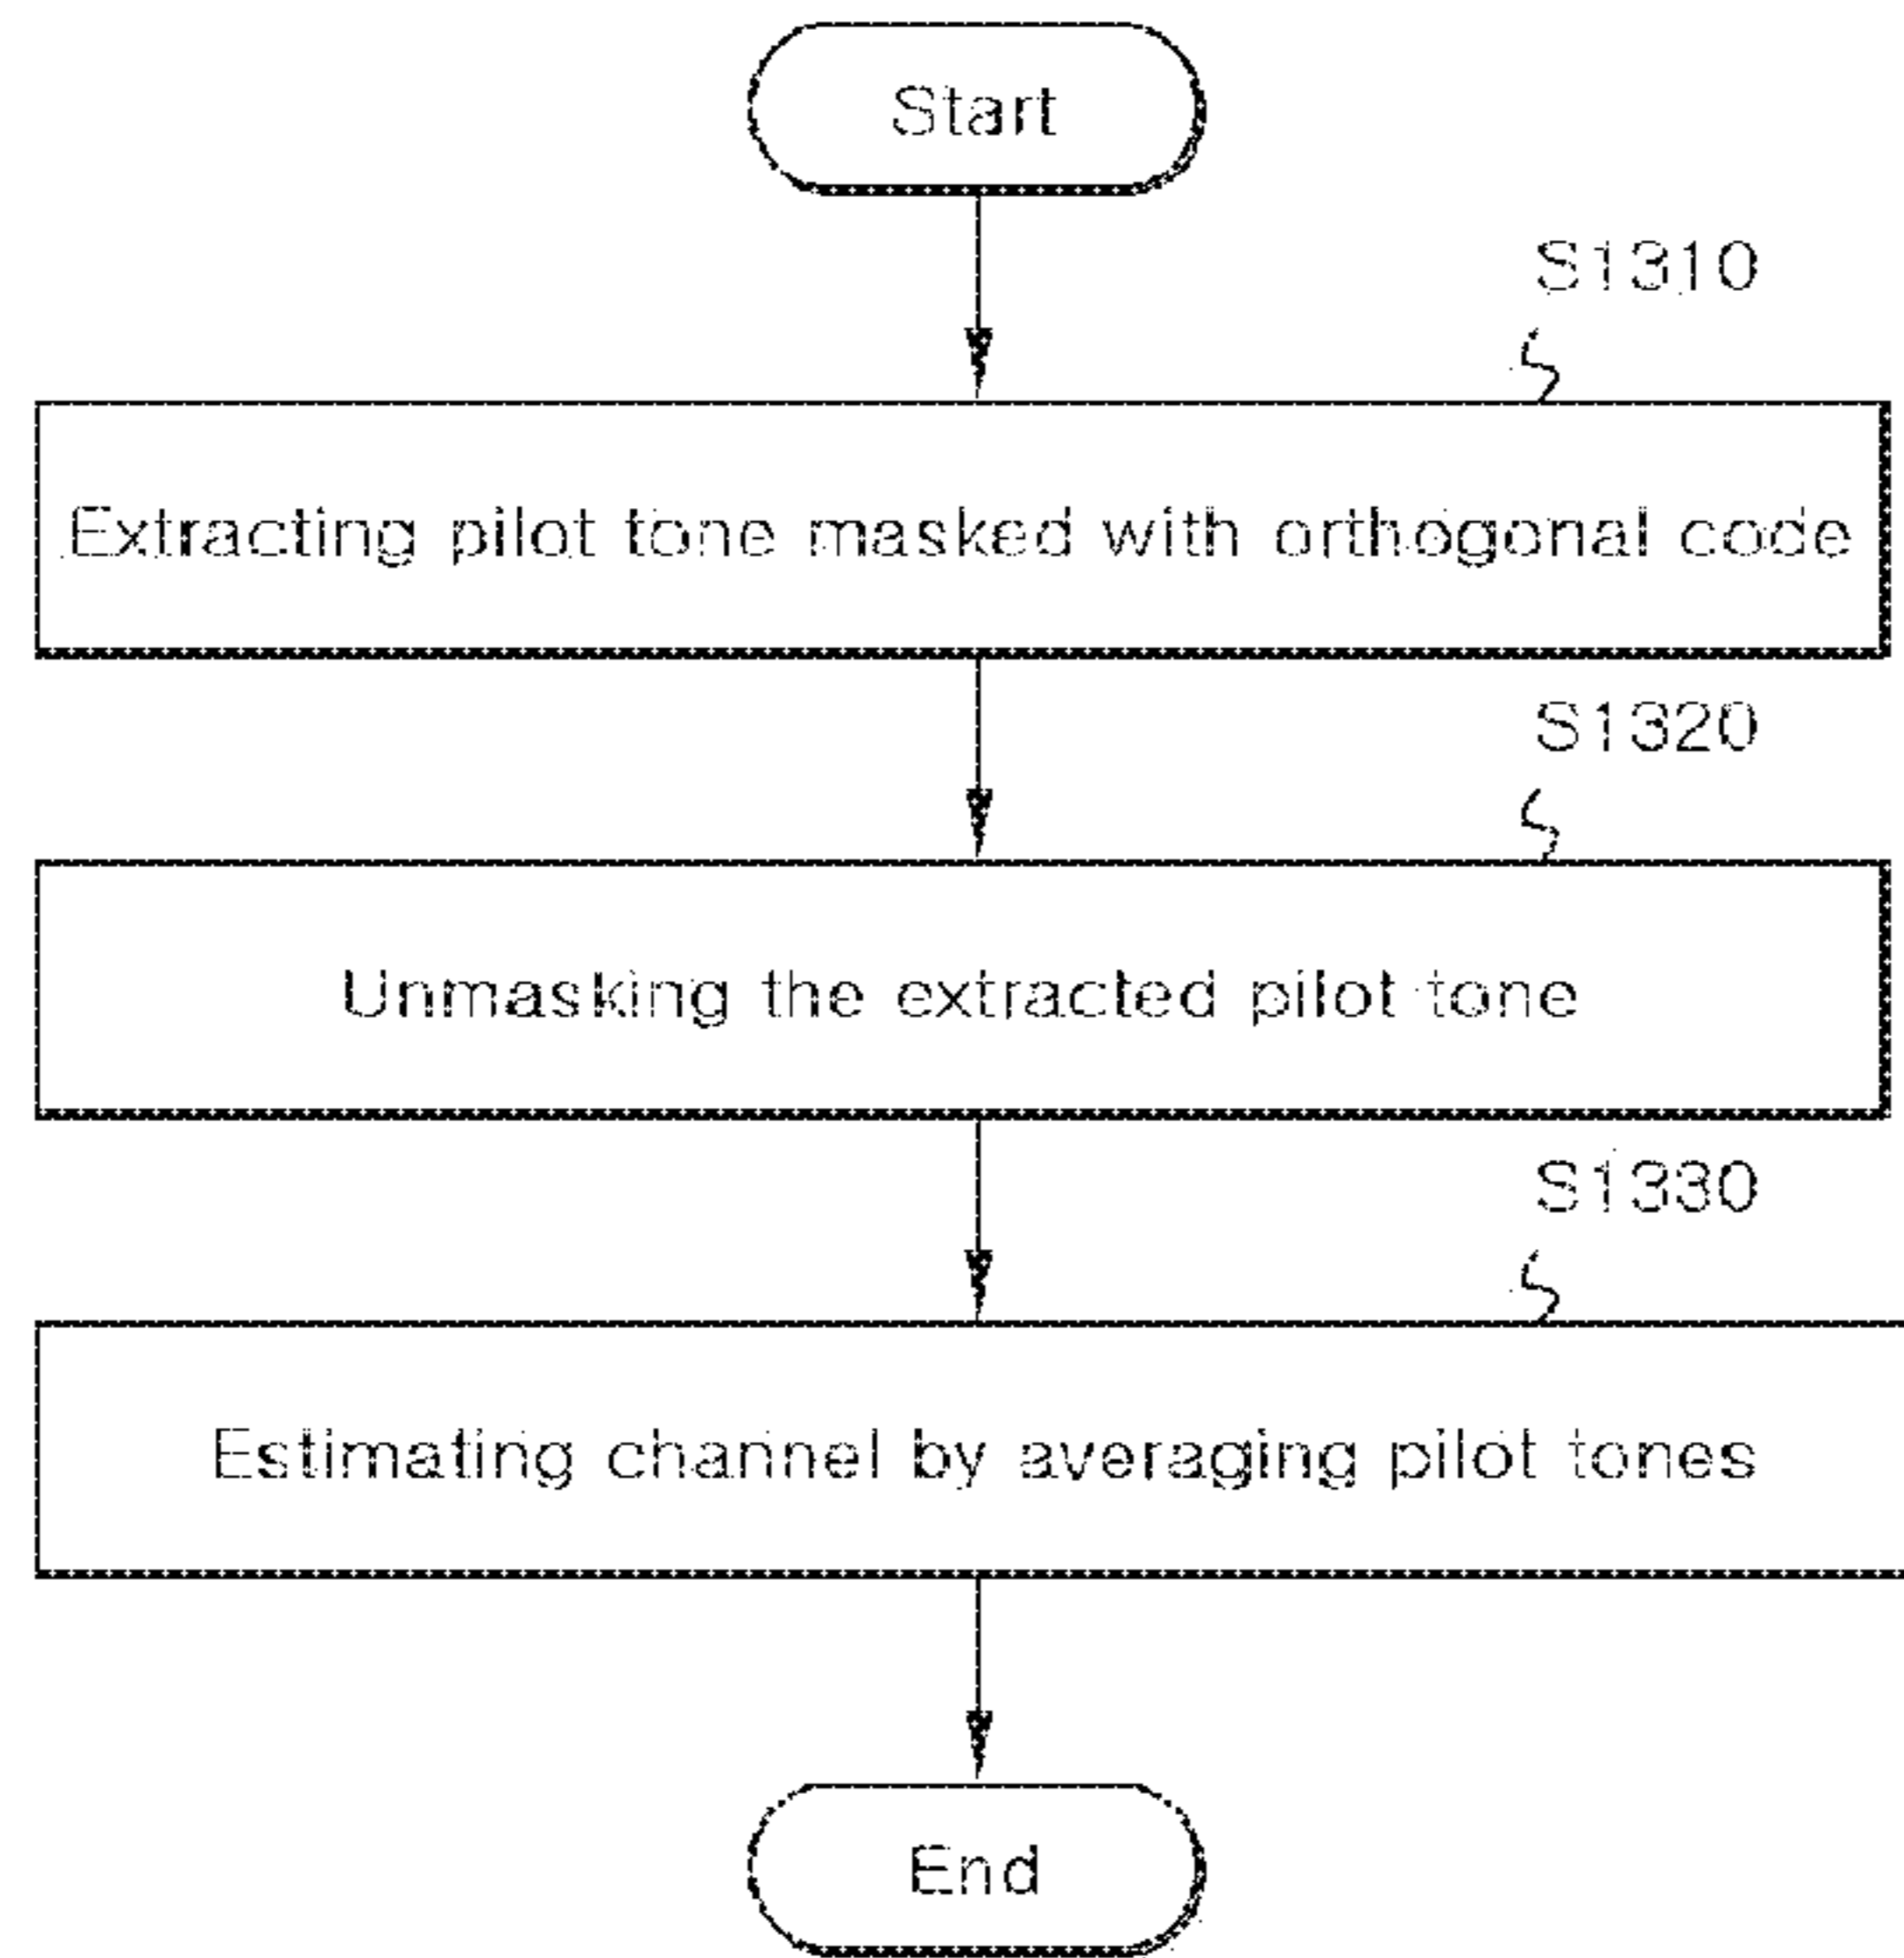 Start
S1310
Extracting pilot tone masked with orthogonal code
S1320
Unmasking the extracted pilot tone
S1330
Estimating channel by averaging pilot tones
End